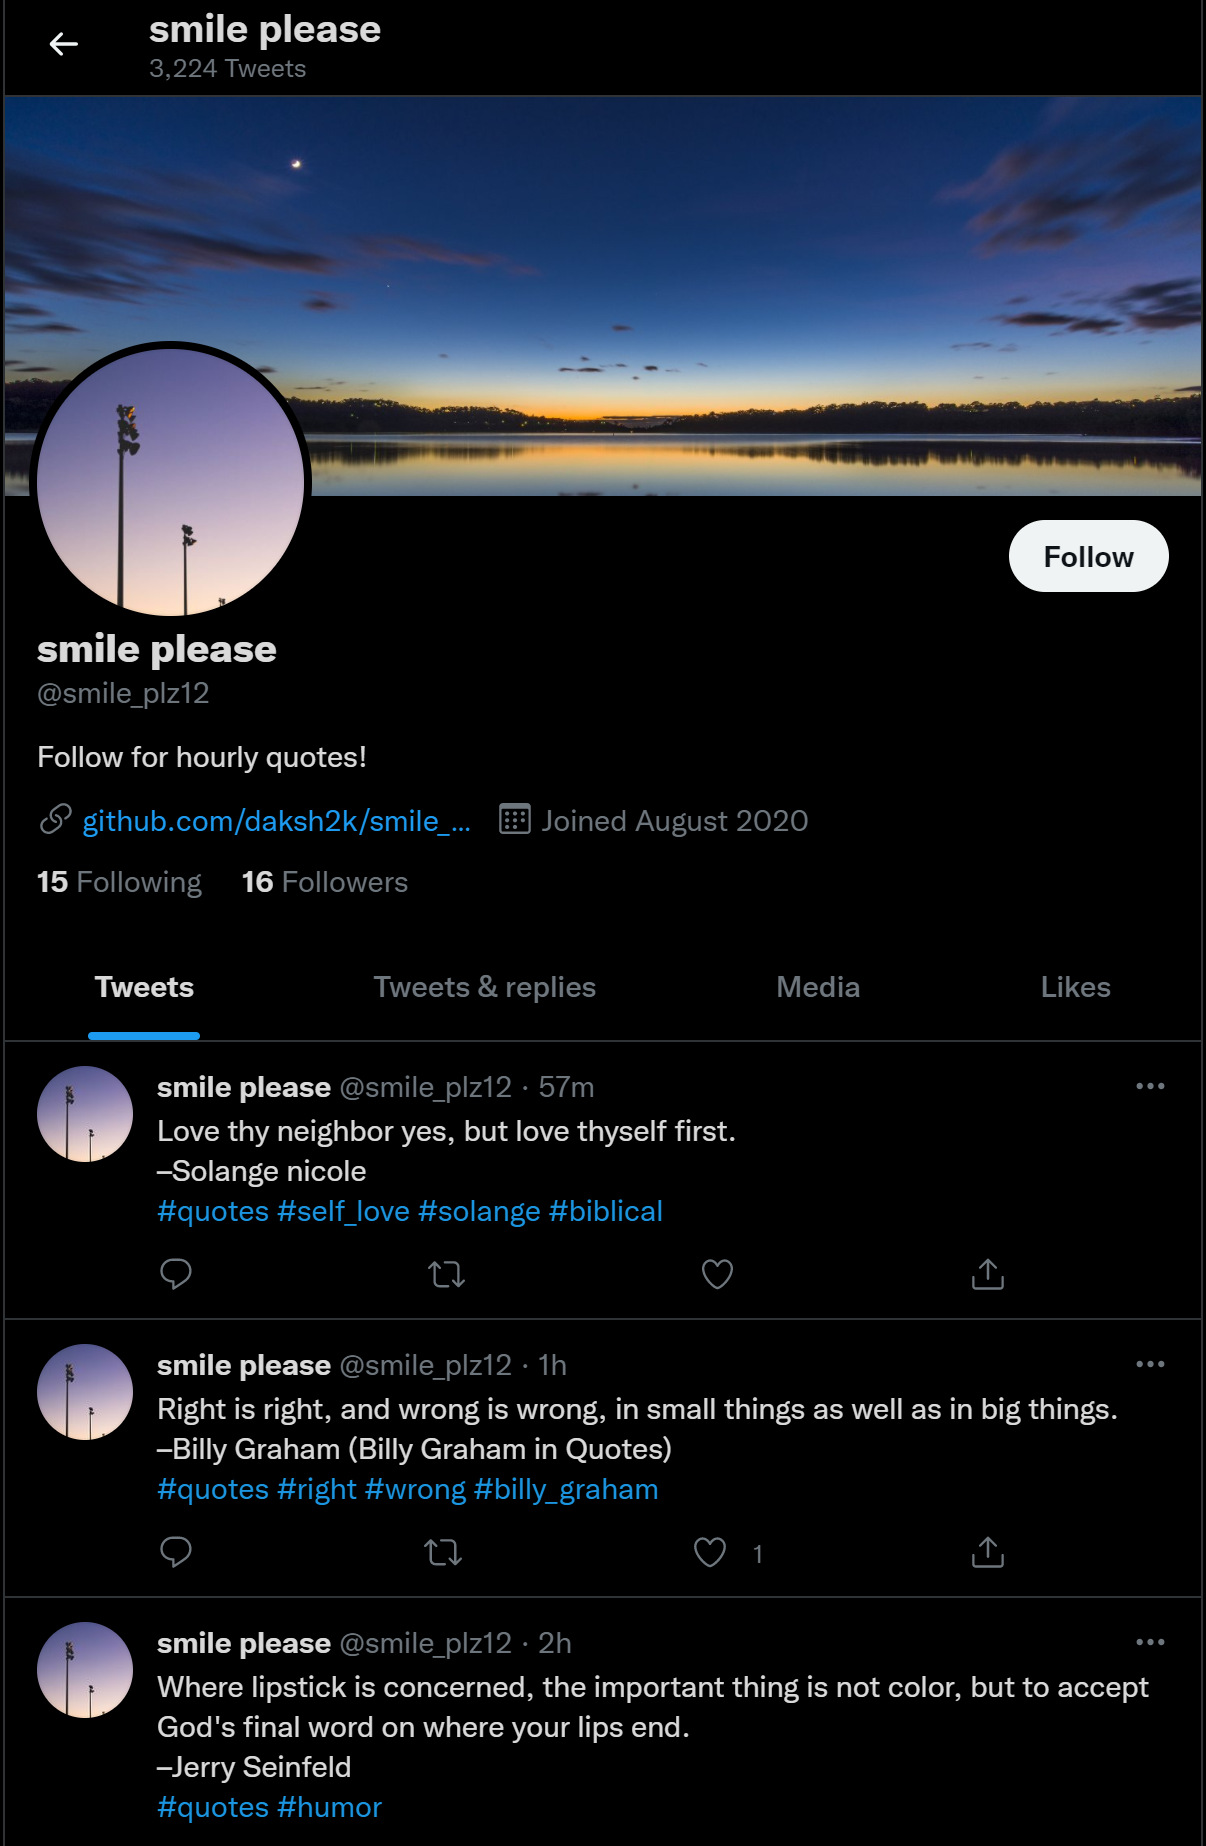 smile please
3,224 Tweets
Follow
smile please
@smile_plz12
Follow for hourly quotes!
github.com/daksh2k/smile_... Joined August 2020
15 Following 16 Followers
Tweets Tweets & replies Media Likes
smile please @smile_plz12 · 57m
Love thy neighbor yes, but love thyself first.
–Solange nicole
#quotes #self_love #solange #biblical
smile please @smile_plz12 · 1h
Right is right, and wrong is wrong, in small things as well as in big things.
–Billy Graham (Billy Graham in Quotes)
#quotes #right #wrong #billy_graham
1
smile please @smile_plz12 · 2h
Where lipstick is concerned, the important thing is not color, but to accept
God's final word on where your lips end.
–Jerry Seinfeld
#quotes #humor